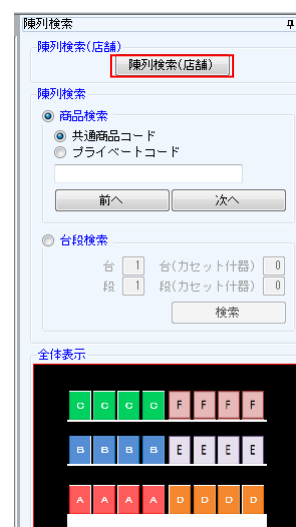 陳列検索
陳列検索(店舗)
陳列検索(店舗)
陳列検索
商品検索
共通商品コード
プライベートコード
前へ 次へ
台段検索
台 1 台(カセット什器) 0
段 1 段(カセット什器) 0
検索
全体表示
C C C C F F F F
B B B B E E E E
A A A A D D D D